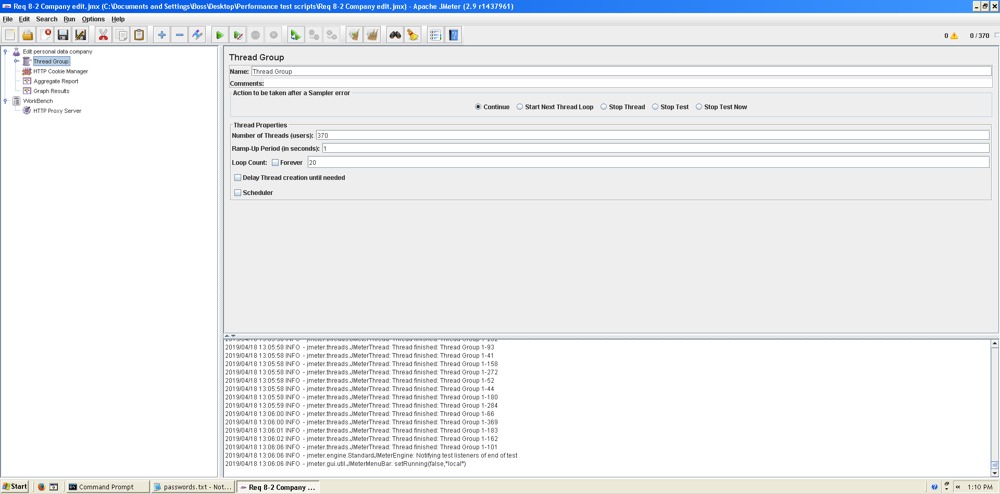 Req 8-2 Company edit.jmx (C:\Documents and Settings\Boss\Desktop\Performance test scripts\Req 8-2 Company edit.jmx) - Apache JMeter (2.9 r1437961)
File Edit Search Run Options Help
0 0 / 370
Edit personal data company
Thread Group
HTTP Cookie Manager
Aggregate Report
Graph Results
WorkBench
HTTP Proxy Server
Thread Group
Name: Thread Group
Comments:
Action to be taken after a Sampler error
Continue Start Next Thread Loop Stop Thread Stop Test Stop Test Now
Thread Properties
Number of Threads (users): 370
Ramp-Up Period (in seconds): 1
Loop Count: Forever 20
Delay Thread creation until needed
Scheduler
2019/04/18 13:05:58 INFO - jmeter.threads.JMeterThread: Thread finished: Thread Group 1-93
2019/04/18 13:05:58 INFO - jmeter.threads.JMeterThread: Thread finished: Thread Group 1-41
2019/04/18 13:05:58 INFO - jmeter.threads.JMeterThread: Thread finished: Thread Group 1-158
2019/04/18 13:05:58 INFO - jmeter.threads.JMeterThread: Thread finished: Thread Group 1-272
2019/04/18 13:05:58 INFO - jmeter.threads.JMeterThread: Thread finished: Thread Group 1-52
2019/04/18 13:05:58 INFO - jmeter.threads.JMeterThread: Thread finished: Thread Group 1-44
2019/04/18 13:05:58 INFO - jmeter.threads.JMeterThread: Thread finished: Thread Group 1-180
2019/04/18 13:05:59 INFO - jmeter.threads.JMeterThread: Thread finished: Thread Group 1-284
2019/04/18 13:06:00 INFO - jmeter.threads.JMeterThread: Thread finished: Thread Group 1-66
2019/04/18 13:06:00 INFO - jmeter.threads.JMeterThread: Thread finished: Thread Group 1-369
2019/04/18 13:06:01 INFO - jmeter.threads.JMeterThread: Thread finished: Thread Group 1-183
2019/04/18 13:06:02 INFO - jmeter.threads.JMeterThread: Thread finished: Thread Group 1-162
2019/04/18 13:06:06 INFO - jmeter.threads.JMeterThread: Thread finished: Thread Group 1-101
2019/04/18 13:06:06 INFO - jmeter.engine.StandardJMeterEngine: Notifying test listeners of end of test
2019/04/18 13:06:06 INFO - jmeter.gui.util.JMeterMenuBar: setRunning(false,*local*)
Start Command Prompt passwords.txt - Not... Req 8-2 Company ... « 1:10 PM